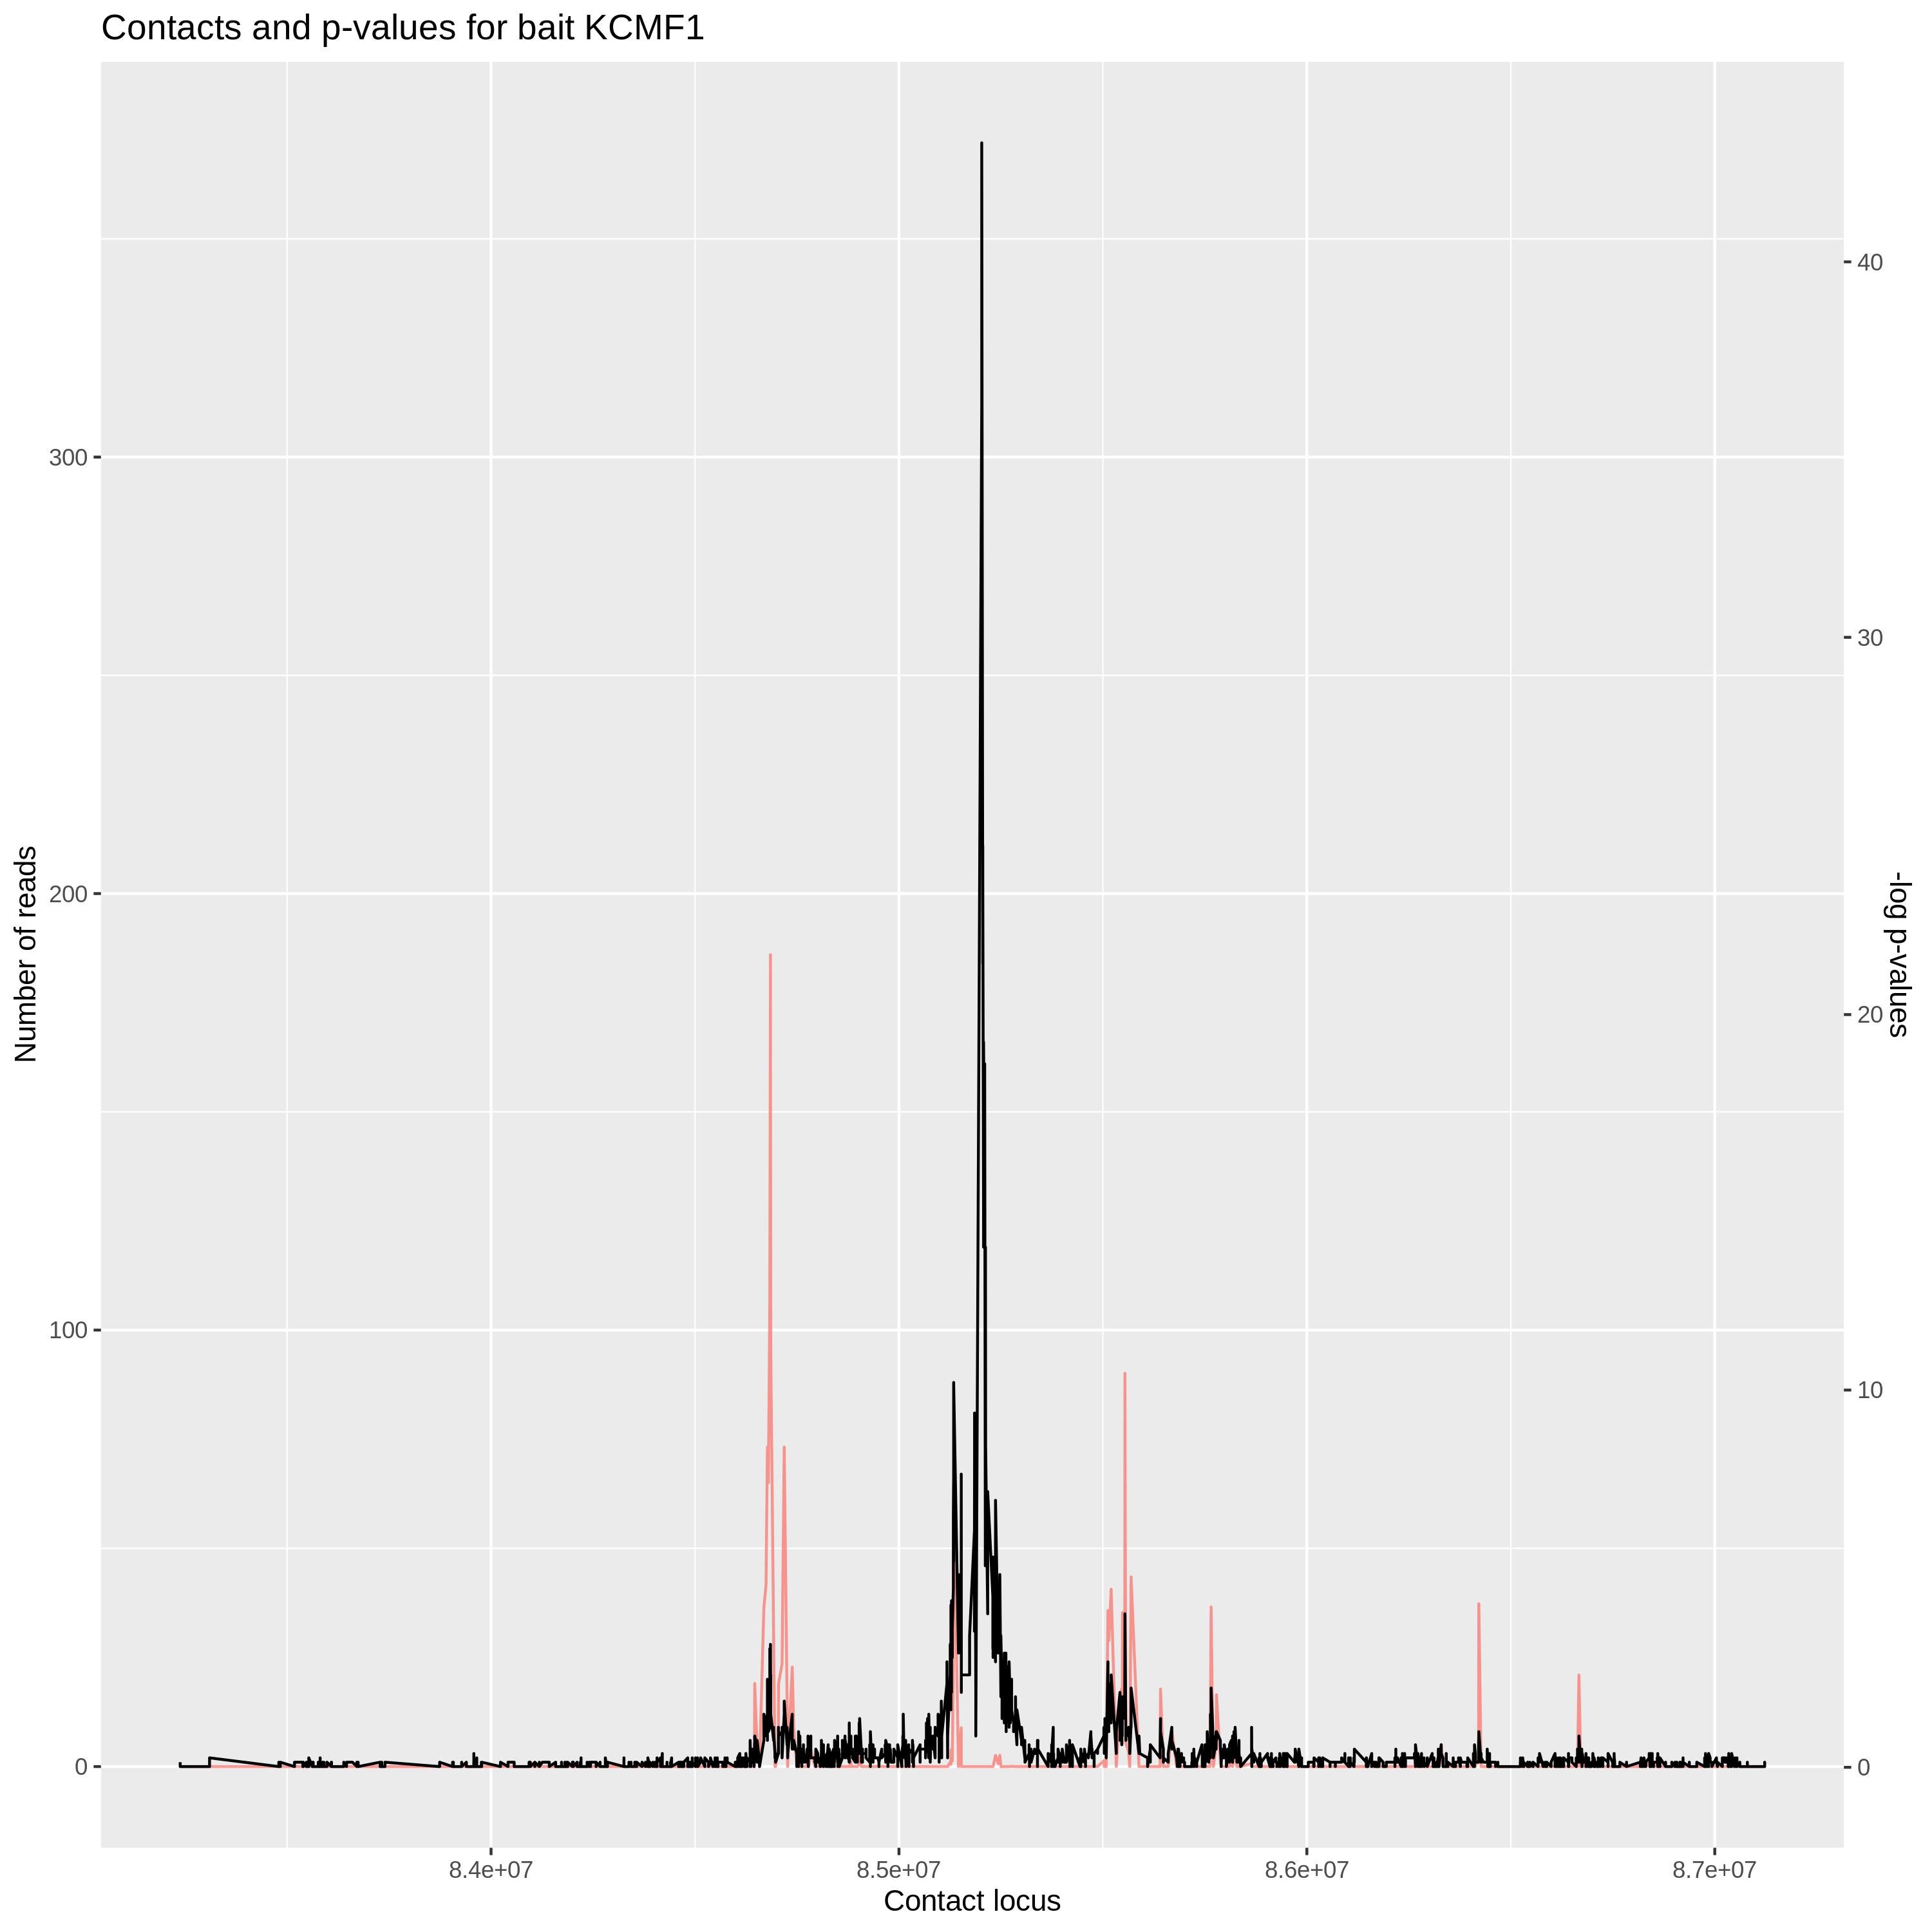 Contacts and p-values for bait KCMF1
Number of reads
300
200
100
0
40
30
20
10
0
-log p-values
8.4e+07
8.5e+07
8.6e+07
8.7e+07
Contact locus